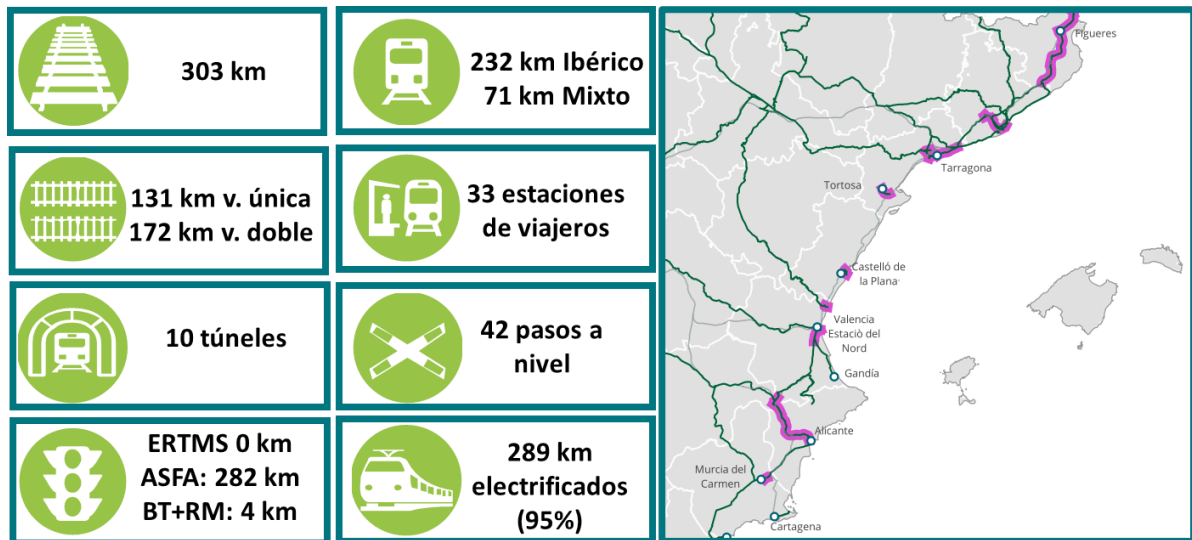 303 km
232 km Ibérico
71 km Mixto
131 km v. única
172 km v. doble
33 estaciones
de viajeros
10 túneles
42 pasos a
nivel
ERTMS 0 km
ASFA: 282 km
BT+RM: 4 km
289 km
electrificados
(95%)
Figueres
Tarragona
Tortosa
Castelló de
la Plana
Valencia
Estaciò del
Nord
Gandía
Alicante
Murcia del
Carmen
Cartagena